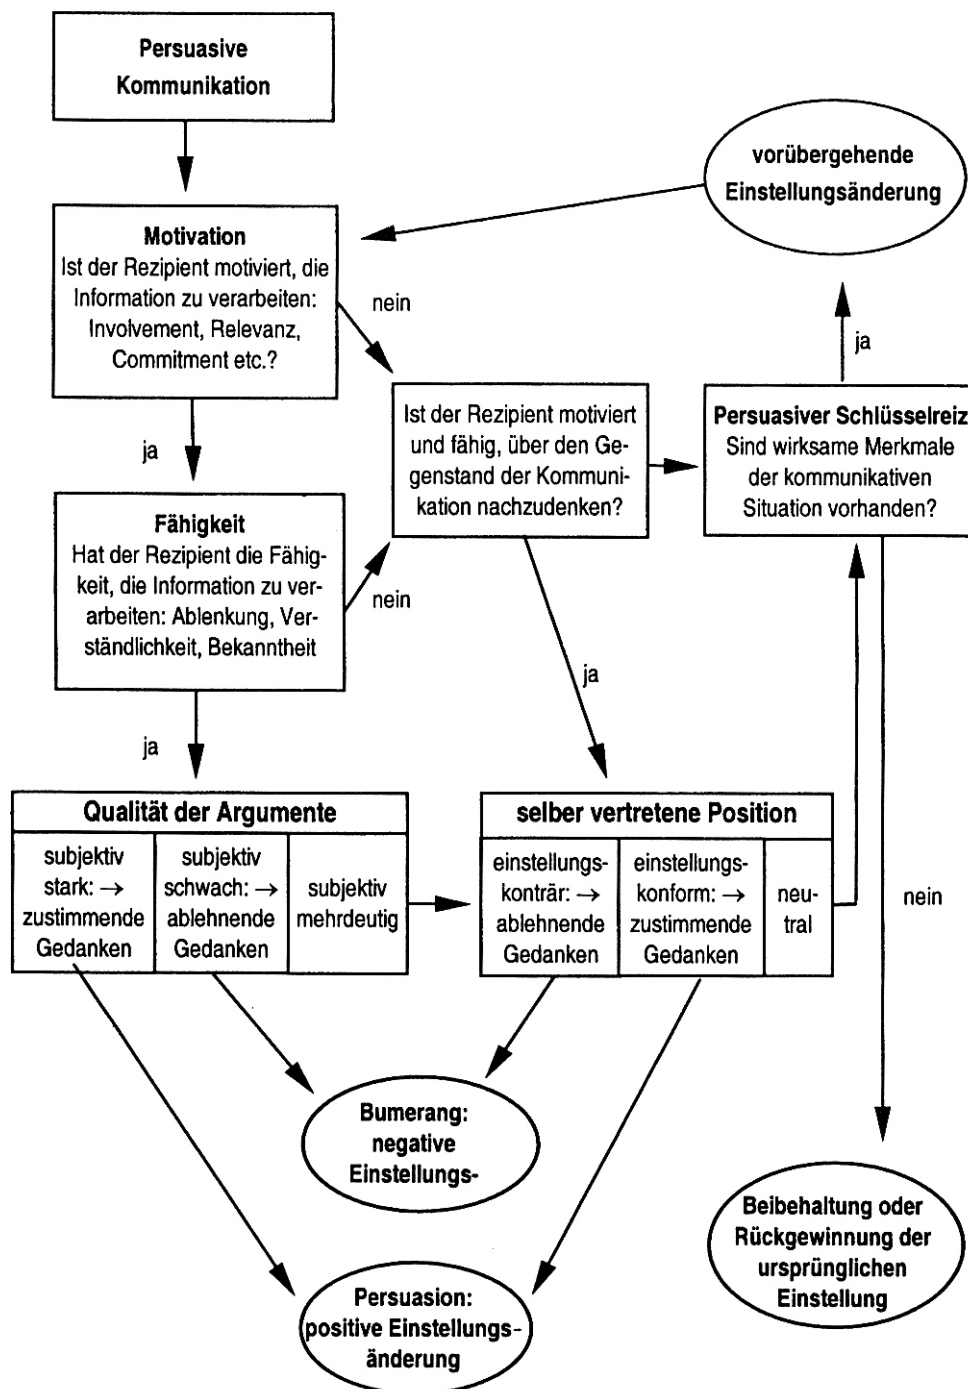 Persuasive
Kommunikation
vorübergehende
Einstellungsänderung
Motivation
Ist der Rezipient motiviert, die
Information zu verarbeiten:
Involvement, Relevanz,
Commitment etc.?
nein
ja
ja
Ist der Rezipient motiviert
und fähig, über den Ge-
genstand der Kommuni-
kation nachzudenken?
Persuasiver Schlüsselreiz
Sind wirksame Merkmale
der kommunikativen
Situation vorhanden?
Fähigkeit
Hat der Rezipient die Fähig-
keit, die Information zu ver-
arbeiten: Ablenkung, Ver-
ständlichkeit, Bekanntheit
nein
ja
ja
Qualität der Argumente
subjektiv
stark: →
zustimmende
Gedanken
subjektiv
schwach: →
ablehnende
Gedanken
subjektiv
mehrdeutig
selber vertretene Position
einstellungs-
konträr: →
ablehnende
Gedanken
einstellungs-
konform: →
zustimmende
Gedanken
neu-
tral
nein
Bumerang:
negative
Einstellungs-
Persuasion:
positive Einstellungs-
änderung
Beibehaltung oder
Rückgewinnung der
ursprünglichen
Einstellung